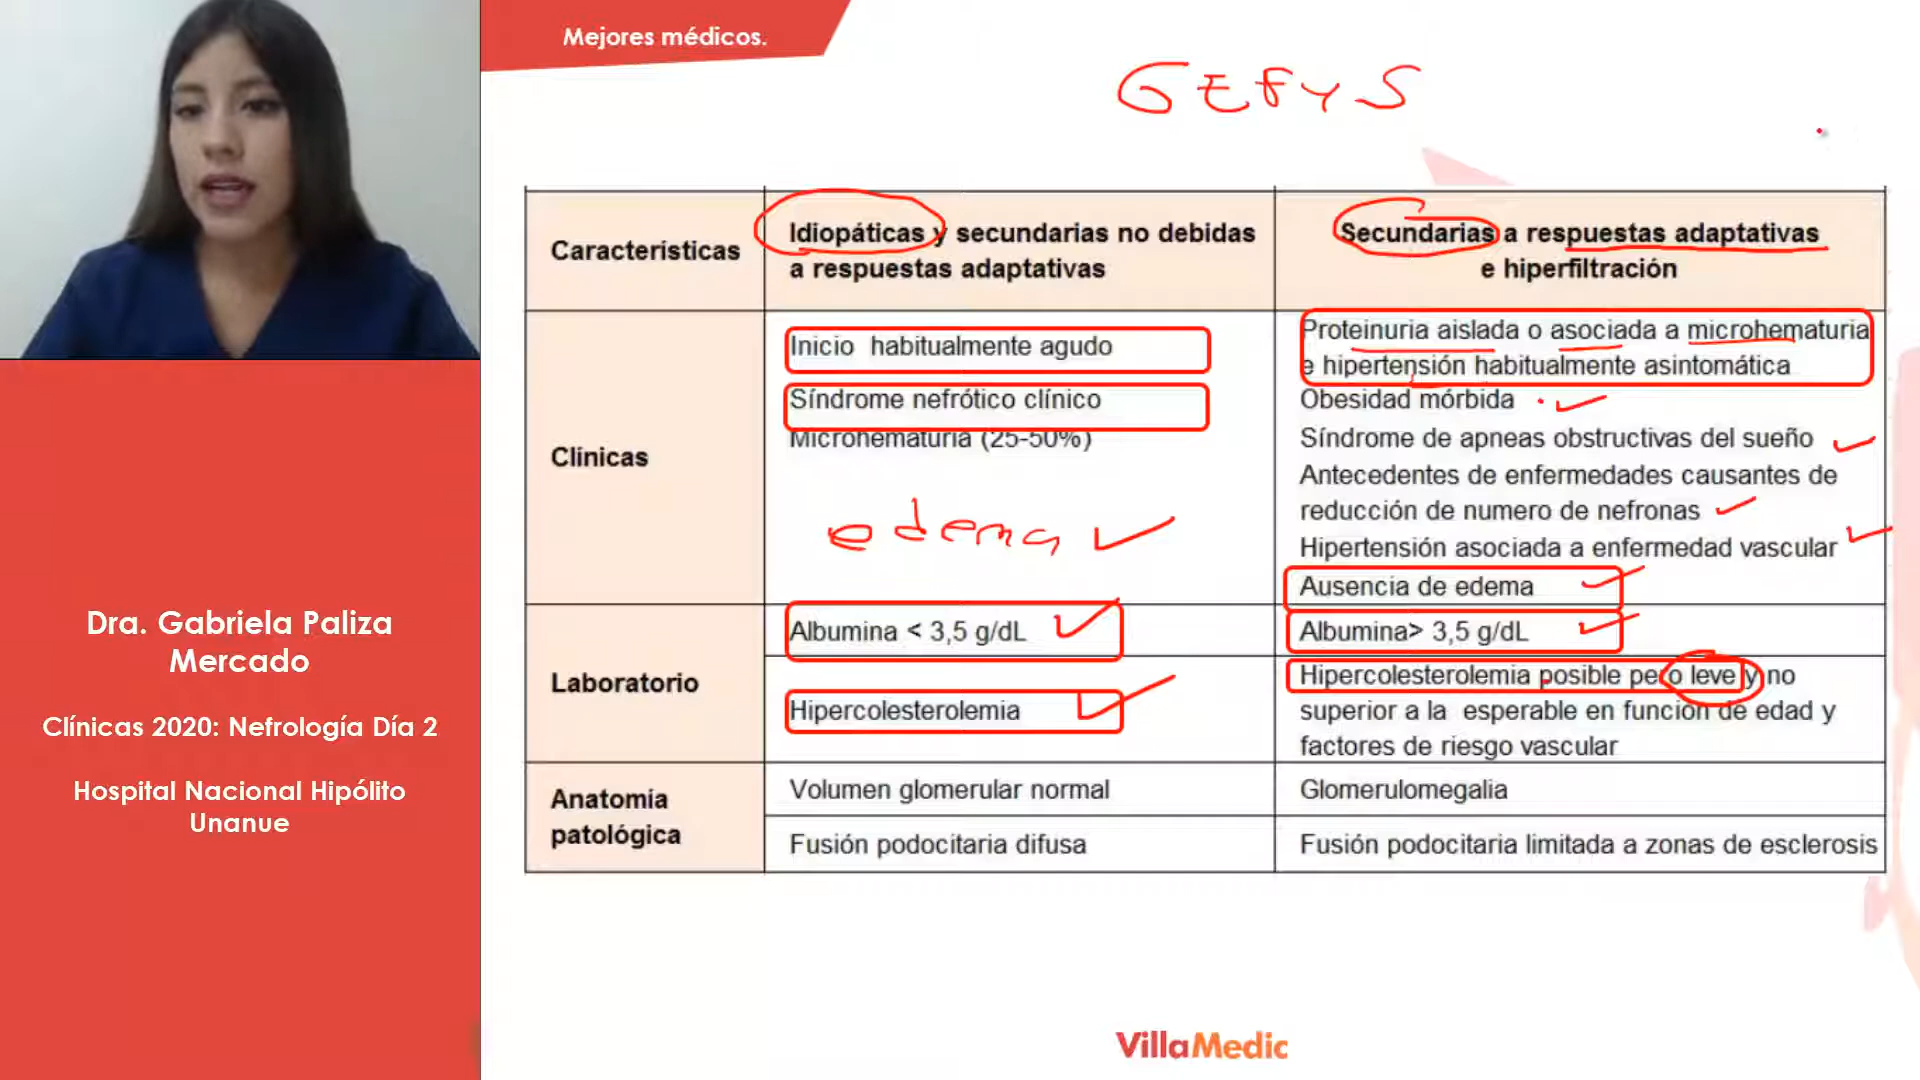 Mejores médicos.
GEFYS
Características
Idiopáticas y secundarias no debidas
a respuestas adaptativas
Secundarias a respuestas adaptativas
e hiperfiltración
Clínicas
Inicio habitualmente agudo
Síndrome nefrótico clínico
Microhematuria (25-50%)
edema
Proteinuria aislada o asociada a microhematuria
e hipertensión habitualmente asintomática
Obesidad mórbida
Síndrome de apneas obstructivas del sueño
Antecedentes de enfermedades causantes de
reducción de numero de nefronas
Hipertensión asociada a enfermedad vascular
Ausencia de edema
Laboratorio
Albumina < 3,5 g/dL
Albumina> 3,5 g/dL
Hipercolesterolemia
Hipercolesterolemia posible pero leve y no
superior a la esperable en función de edad y
factores de riesgo vascular
Anatomía
patológica
Volumen glomerular normal
Glomerulomegalia
Fusión podocitaria difusa
Fusión podocitaria limitada a zonas de esclerosis
Dra. Gabriela Paliza
Mercado
Clínicas 2020: Nefrología Día 2
Hospital Nacional Hipólito
Unanue
VillaMedic